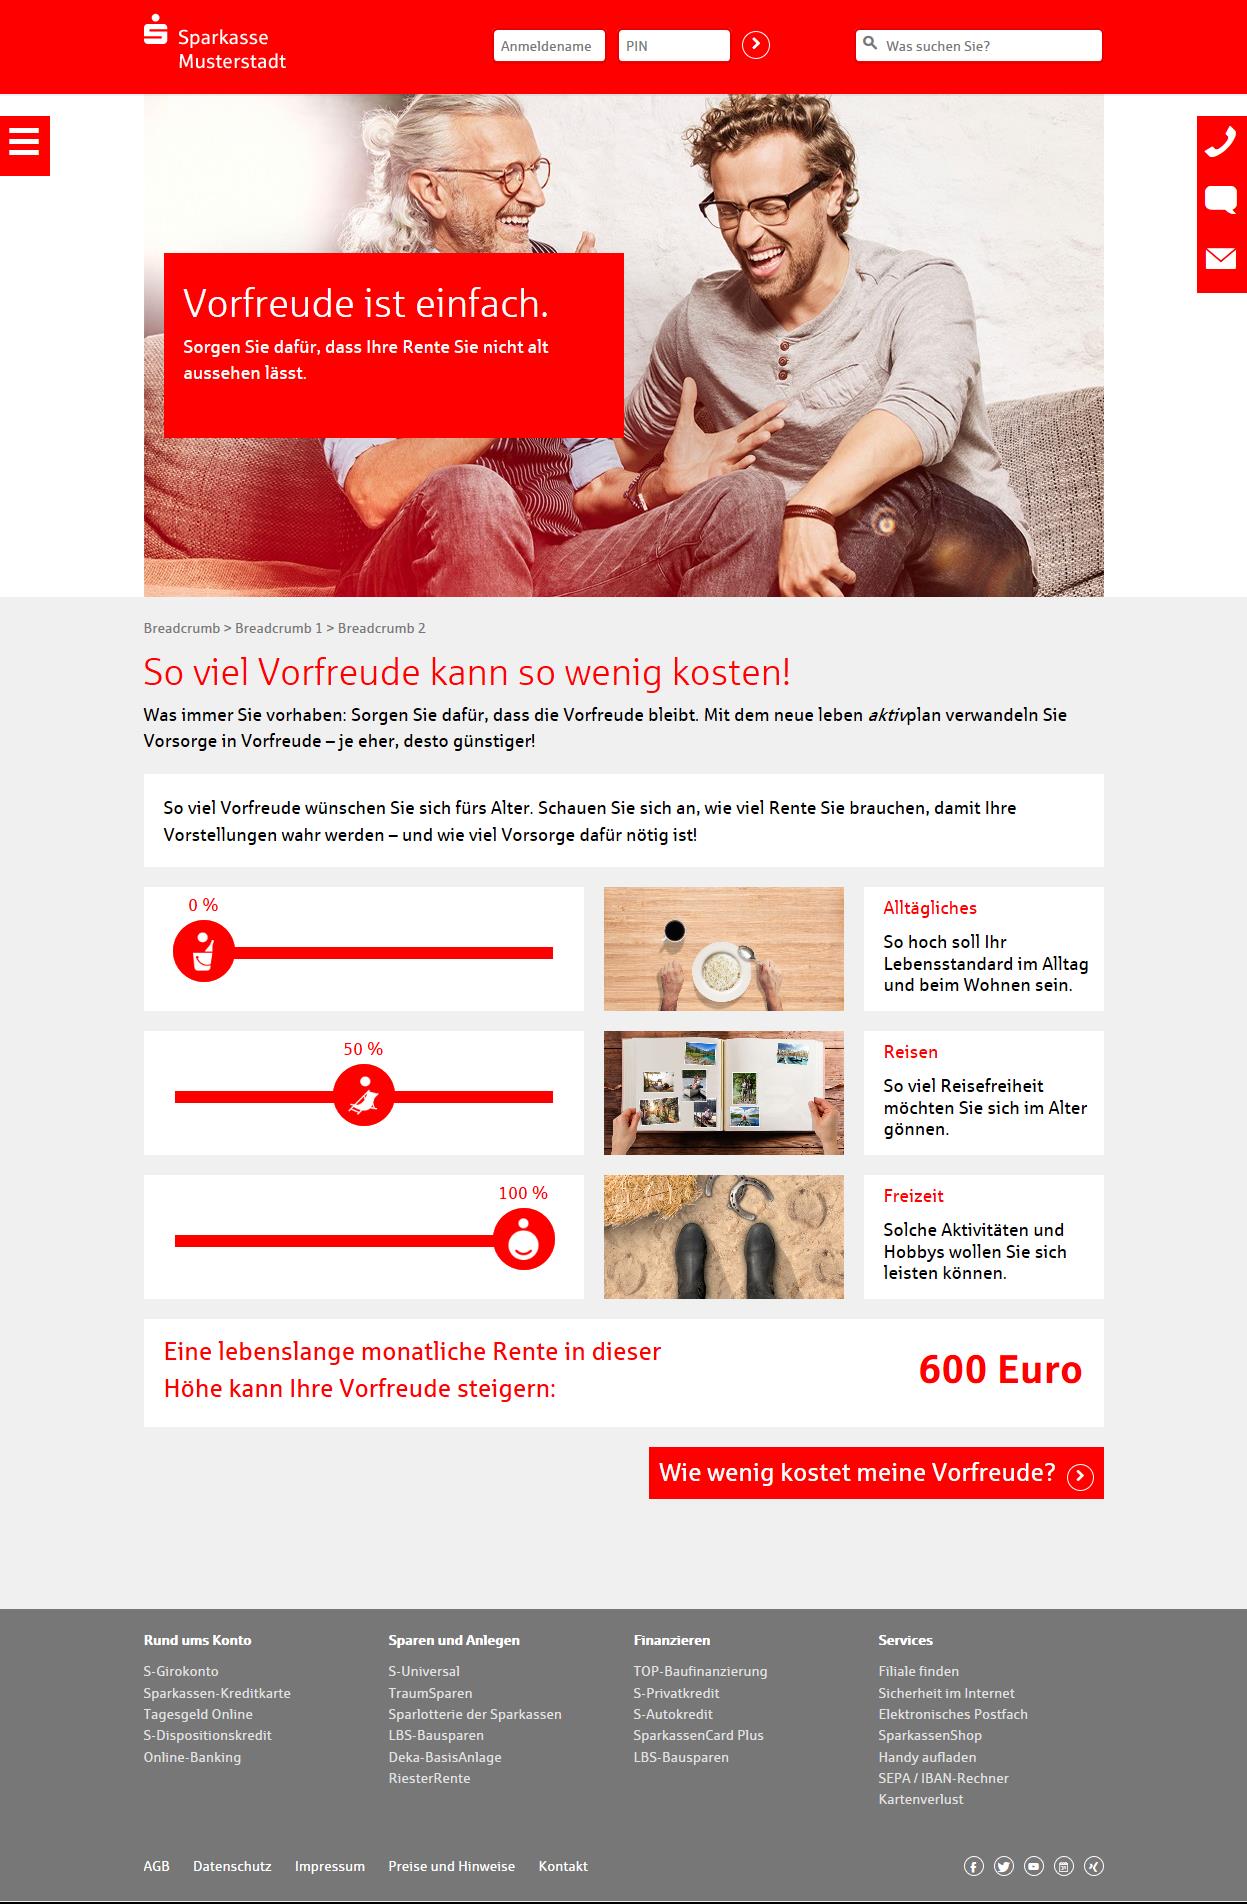 Sparkasse
Musterstadt
Anmeldename
PIN
Was suchen Sie?
Vorfreude ist einfach.
Sorgen Sie dafür, dass Ihre Rente Sie nicht alt
aussehen lässt.
Breadcrumb > Breadcrumb 1 > Breadcrumb 2
So viel Vorfreude kann so wenig kosten!
Was immer Sie vorhaben: Sorgen Sie dafür, dass die Vorfreude bleibt. Mit dem neue leben aktivplan verwandeln Sie
Vorsorge in Vorfreude – je eher, desto günstiger!
So viel Vorfreude wünschen Sie sich fürs Alter. Schauen Sie sich an, wie viel Rente Sie brauchen, damit Ihre
Vorstellungen wahr werden – und wie viel Vorsorge dafür nötig ist!
0 %
Alltägliches
So hoch soll Ihr
Lebensstandard im Alltag
und beim Wohnen sein.
50 %
Reisen
So viel Reisefreiheit
möchten Sie sich im Alter
gönnen.
100 %
Freizeit
Solche Aktivitäten und
Hobbys wollen Sie sich
leisten können.
Eine lebenslange monatliche Rente in dieser
Höhe kann Ihre Vorfreude steigern:
600 Euro
Wie wenig kostet meine Vorfreude?
Rund ums Konto
S-Girokonto
Sparkassen-Kreditkarte
Tagesgeld Online
S-Dispositionskredit
Online-Banking
Sparen und Anlegen
S-Universal
TraumSparen
Sparlotterie der Sparkassen
LBS-Bausparen
Deka-BasisAnlage
RiesterRente
Finanzieren
TOP-Baufinanzierung
S-Privatkredit
S-Autokredit
SparkassenCard Plus
LBS-Bausparen
Services
Filiale finden
Sicherheit im Internet
Elektronisches Postfach
SparkassenShop
Handy aufladen
SEPA / IBAN-Rechner
Kartenverlust
AGB Datenschutz Impressum Preise und Hinweise Kontakt